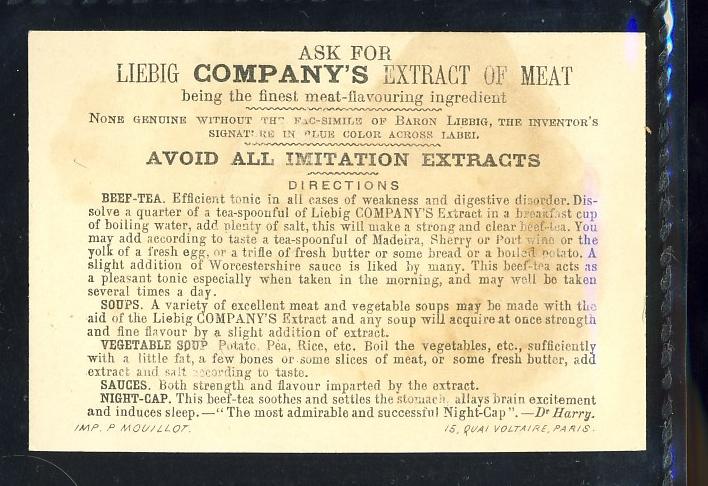 ASK FOR
LIEBIG COMPANY'S EXTRACT OF MEAT
being the finest meat-flavouring ingredient
NONE GENUINE WITHOUT THE FAC-SIMILE OF BARON LIEBIG, THE INVENTOR'S
SIGNATURE IN BLUE COLOR ACROSS LABEL
AVOID ALL IMITATION EXTRACTS
DIRECTIONS
BEEF-TEA. Efficient tonic in all cases of weakness and digestive disorder. Dis-
solve a quarter of a tea-spoonful of Liebig COMPANY'S Extract in a breakfast cup
of boiling water, add plenty of salt, this will make a strong and clear beef-tea. You
may add according to taste a tea-spoonful of Madeira, Sherry or Port wine or the
yolk of a fresh egg, or a trifle of fresh butter or some bread or a boiled potato. A
slight addition of Worcestershire sauce is liked by many. This beef-tea acts as
a pleasant tonic especially when taken in the morning, and may well be taken
several times a day.
SOUPS. A variety of excellent meat and vegetable soups may be made with the
aid of the Liebig COMPANY'S Extract and any soup will acquire at once strength
and fine flavour by a slight addition of extract.
VEGETABLE SOUP Potato, Pea, Rice, etc. Boil the vegetables, etc., sufficiently
with a little fat, a few bones or some slices of meat, or some fresh butter, add
extract and salt according to taste.
SAUCES. Both strength and flavour imparted by the extract.
NIGHT-CAP. This beef-tea soothes and settles the stomach, allays brain excitement
and induces sleep.—"The most admirable and successful Night-Cap".—Dr Harry.
IMP. P MOUILLOT. 15, QUAI VOLTAIRE, PARIS.